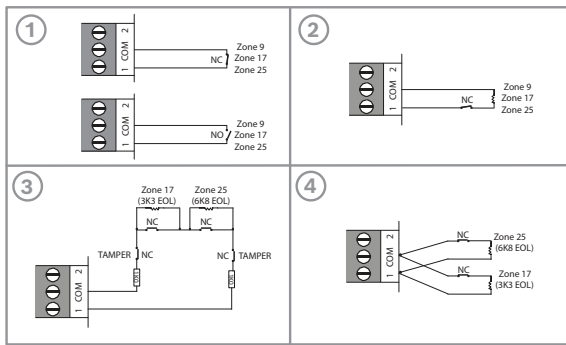 1
1 COM 2
NC
Zone 9
Zone 17
Zone 25
1 COM 2
NO
Zone 9
Zone 17
Zone 25
2
1 COM 2
NC
Zone 9
Zone 17
Zone 25
3
Zone 17
(3K3 EOL)
Zone 25
(6K8 EOL)
NC
NC
TAMPER
NC
NC
TAMPER
1 COM 2
4
1 COM 2
NC
Zone 25
(6K8 EOL)
NC
Zone 17
(3K3 EOL)